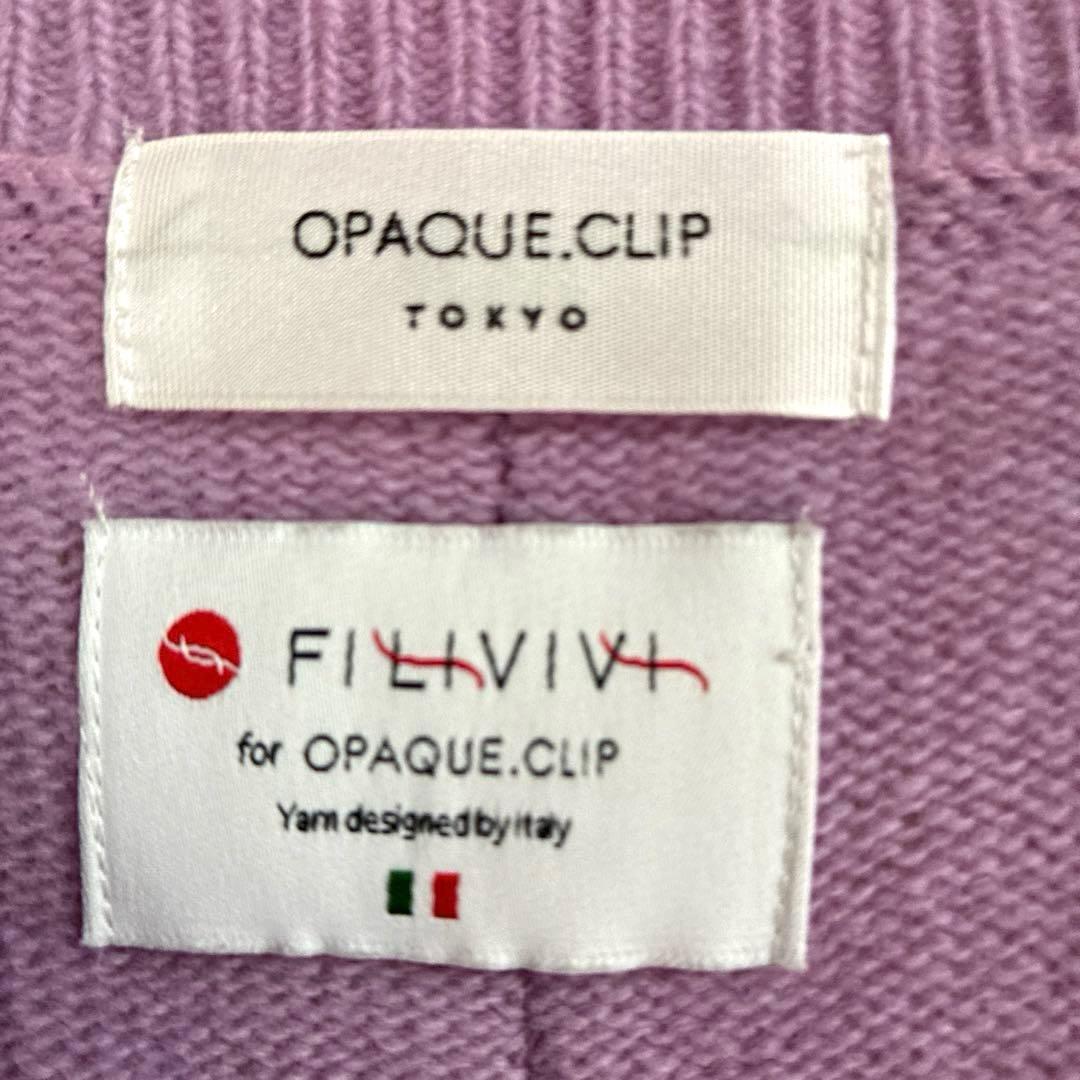 OPAQUE.CLIP
TOKYO
FILIVIVI
for OPAQUE.CLIP
Yarn designed by italy